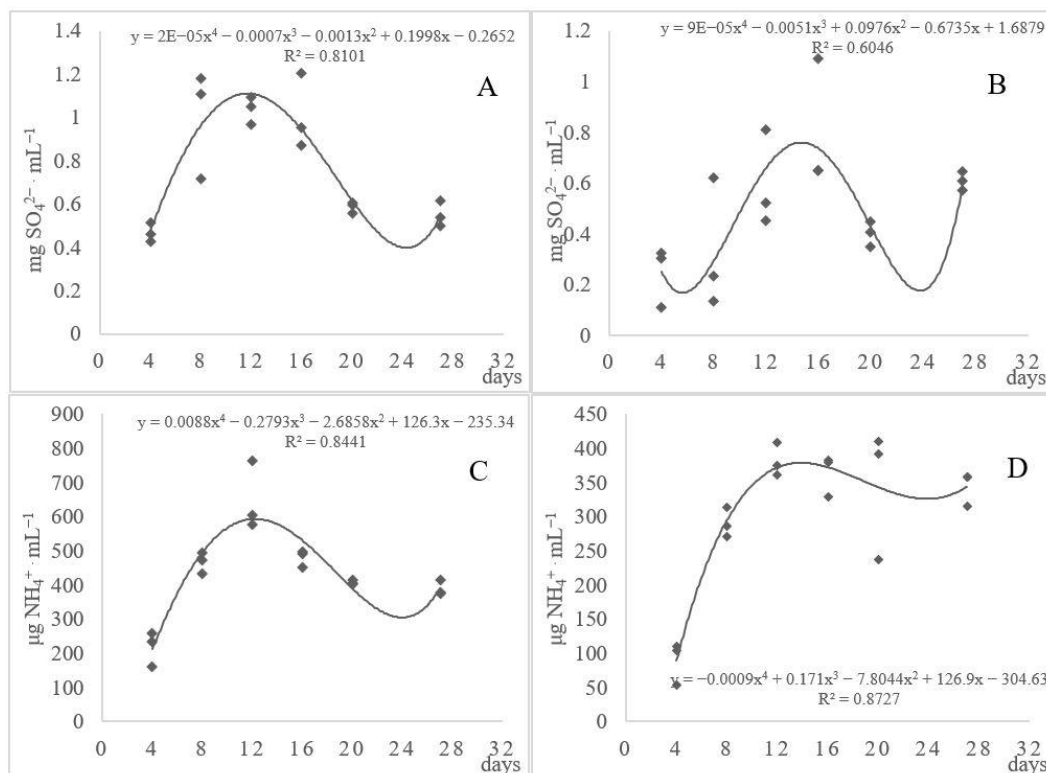 y = 2E−05x⁴ − 0.0007x³ − 0.0013x² + 0.1998x − 0.2652
R² = 0.8101
A
1.4
1.2
1
0.8
0.6
0.4
0.2
0
mg SO₄²⁻ · mL⁻¹
0 4 8 12 16 20 24 28 32
days
y = 9E−05x⁴ − 0.0051x³ + 0.0976x² − 0.6735x + 1.6879
R² = 0.6046
B
1.2
1
0.8
0.6
0.4
0.2
0
mg SO₄²⁻ · mL⁻¹
0 4 8 12 16 20 24 28 32
days
y = 0.0088x⁴ − 0.2793x³ − 2.6858x² + 126.3x − 235.34
R² = 0.8441
C
900
800
700
600
500
400
300
200
100
0
µg NH₄⁺ · mL⁻¹
0 4 8 12 16 20 24 28 32
days
D
450
400
350
300
250
200
150
100
50
0
µg NH₄⁺ · mL⁻¹
y = −0.0009x⁴ + 0.171x³ − 7.8044x² + 126.9x − 304.63
R² = 0.8727
0 4 8 12 16 20 24 28 32
days